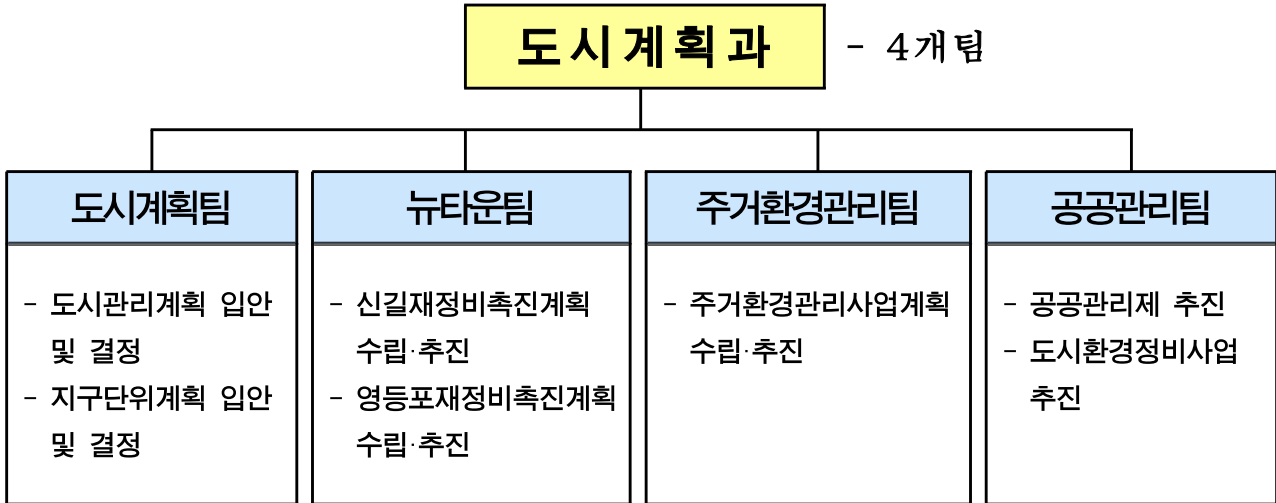 도시계획과 - 4개팀
도시계획팀
- 도시관리계획 입안
및 결정
- 지구단위계획 입안
및 결정
뉴타운팀
- 신길재정비촉진계획
수립·추진
- 영등포재정비촉진계획
수립·추진
주거환경관리팀
- 주거환경관리사업계획
수립·추진
공공관리팀
- 공공관리제 추진
- 도시환경정비사업
추진